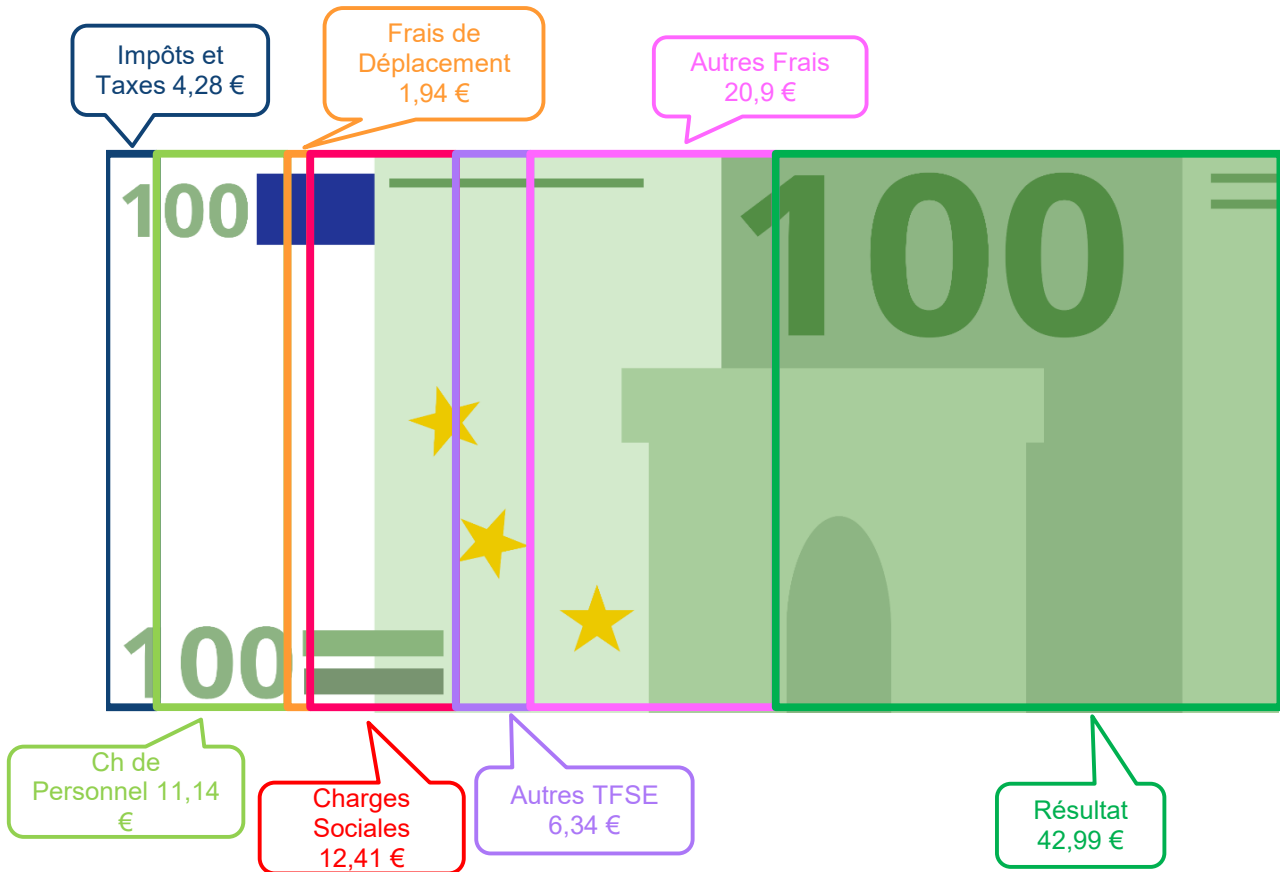 Impôts et
Taxes 4,28 €
Frais de
Déplacement
1,94 €
Autres Frais
20,9 €
100
100
100
Ch de
Personnel 11,14
€
Charges
Sociales
12,41 €
Autres TFSE
6,34 €
Résultat
42,99 €